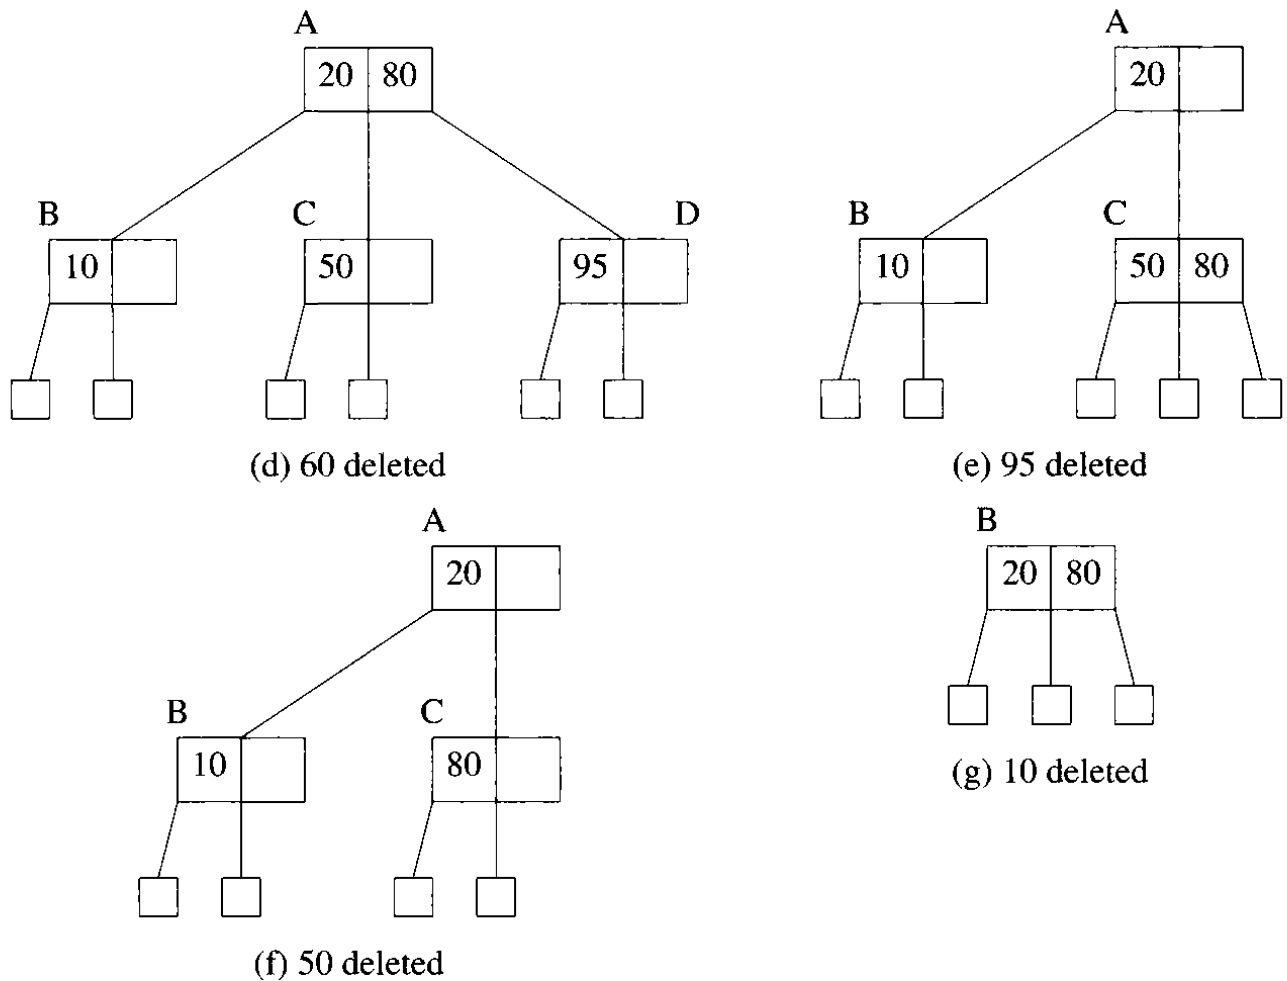 A
20 80
B C D
10 50 95
(d) 60 deleted
A
20
B C
10 50 80
(e) 95 deleted
A
20
B C
10 80
(f) 50 deleted
B
20 80
(g) 10 deleted